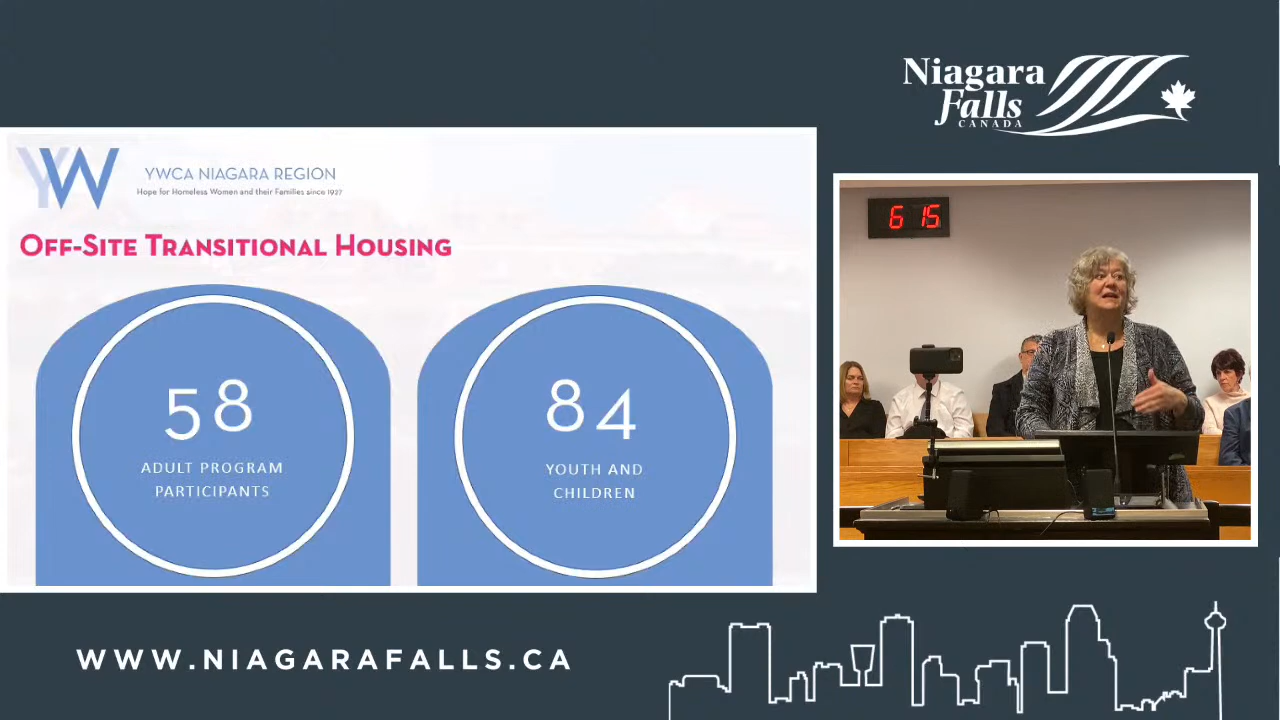 Niagara
Falls
CANADA
YW
YWCA NIAGARA REGION
Hope for Homeless Women and their Families since 1927
OFF-SITE TRANSITIONAL HOUSING
58
ADULT PROGRAM
PARTICIPANTS
84
YOUTH AND
CHILDREN
6 15
WWW.NIAGARAFALLS.CA